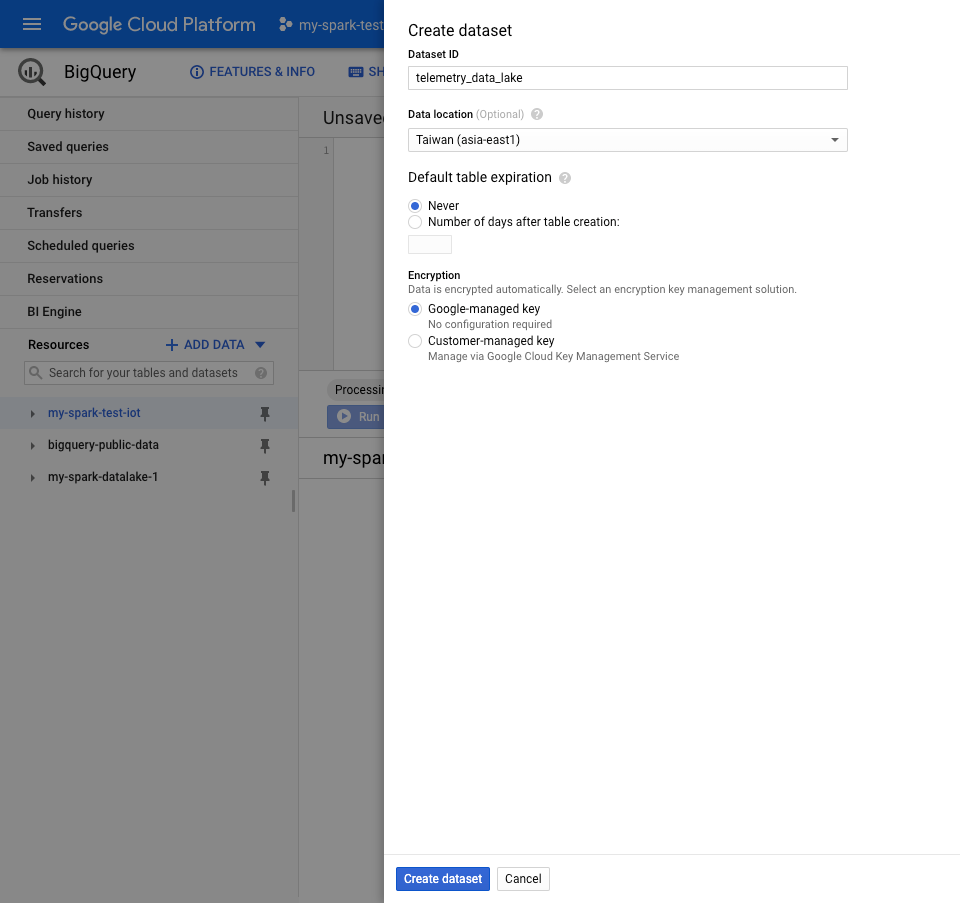 Google Cloud Platform
my-spark-test
BigQuery
FEATURES & INFO
SH
Query history
Saved queries
Job history
Transfers
Scheduled queries
Reservations
BI Engine
Resources
ADD DATA
Search for your tables and datasets
my-spark-test-iot
bigquery-public-data
my-spark-datalake-1
Unsave
1
Processin
Run
my-spar
Create dataset
Dataset ID
telemetry_data_lake
Data location (Optional)
Taiwan (asia-east1)
Default table expiration
Never
Number of days after table creation:
Encryption
Data is encrypted automatically. Select an encryption key management solution.
Google-managed key
No configuration required
Customer-managed key
Manage via Google Cloud Key Management Service
Create dataset
Cancel